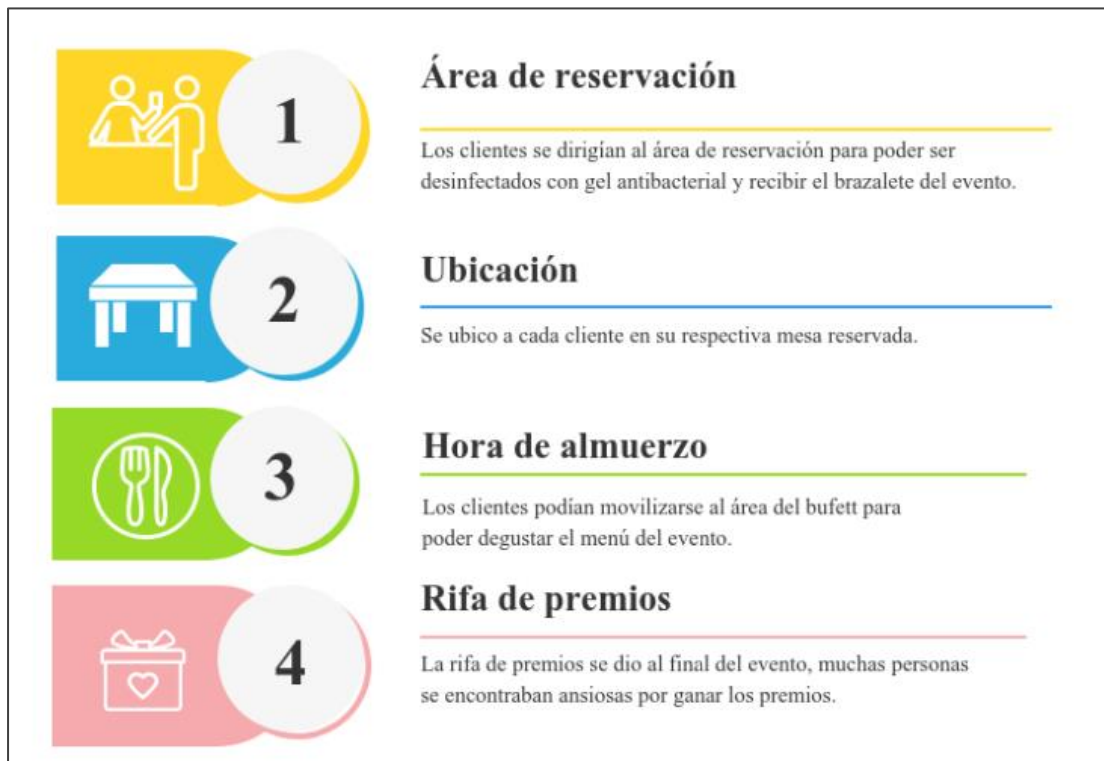 1
Área de reservación
Los clientes se dirigían al área de reservación para poder ser
desinfectados con gel antibacterial y recibir el brazalete del evento.
2
Ubicación
Se ubico a cada cliente en su respectiva mesa reservada.
3
Hora de almuerzo
Los clientes podían movilizarse al área del bufett para
poder degustar el menú del evento.
4
Rifa de premios
La rifa de premios se dio al final del evento, muchas personas
se encontraban ansiosas por ganar los premios.